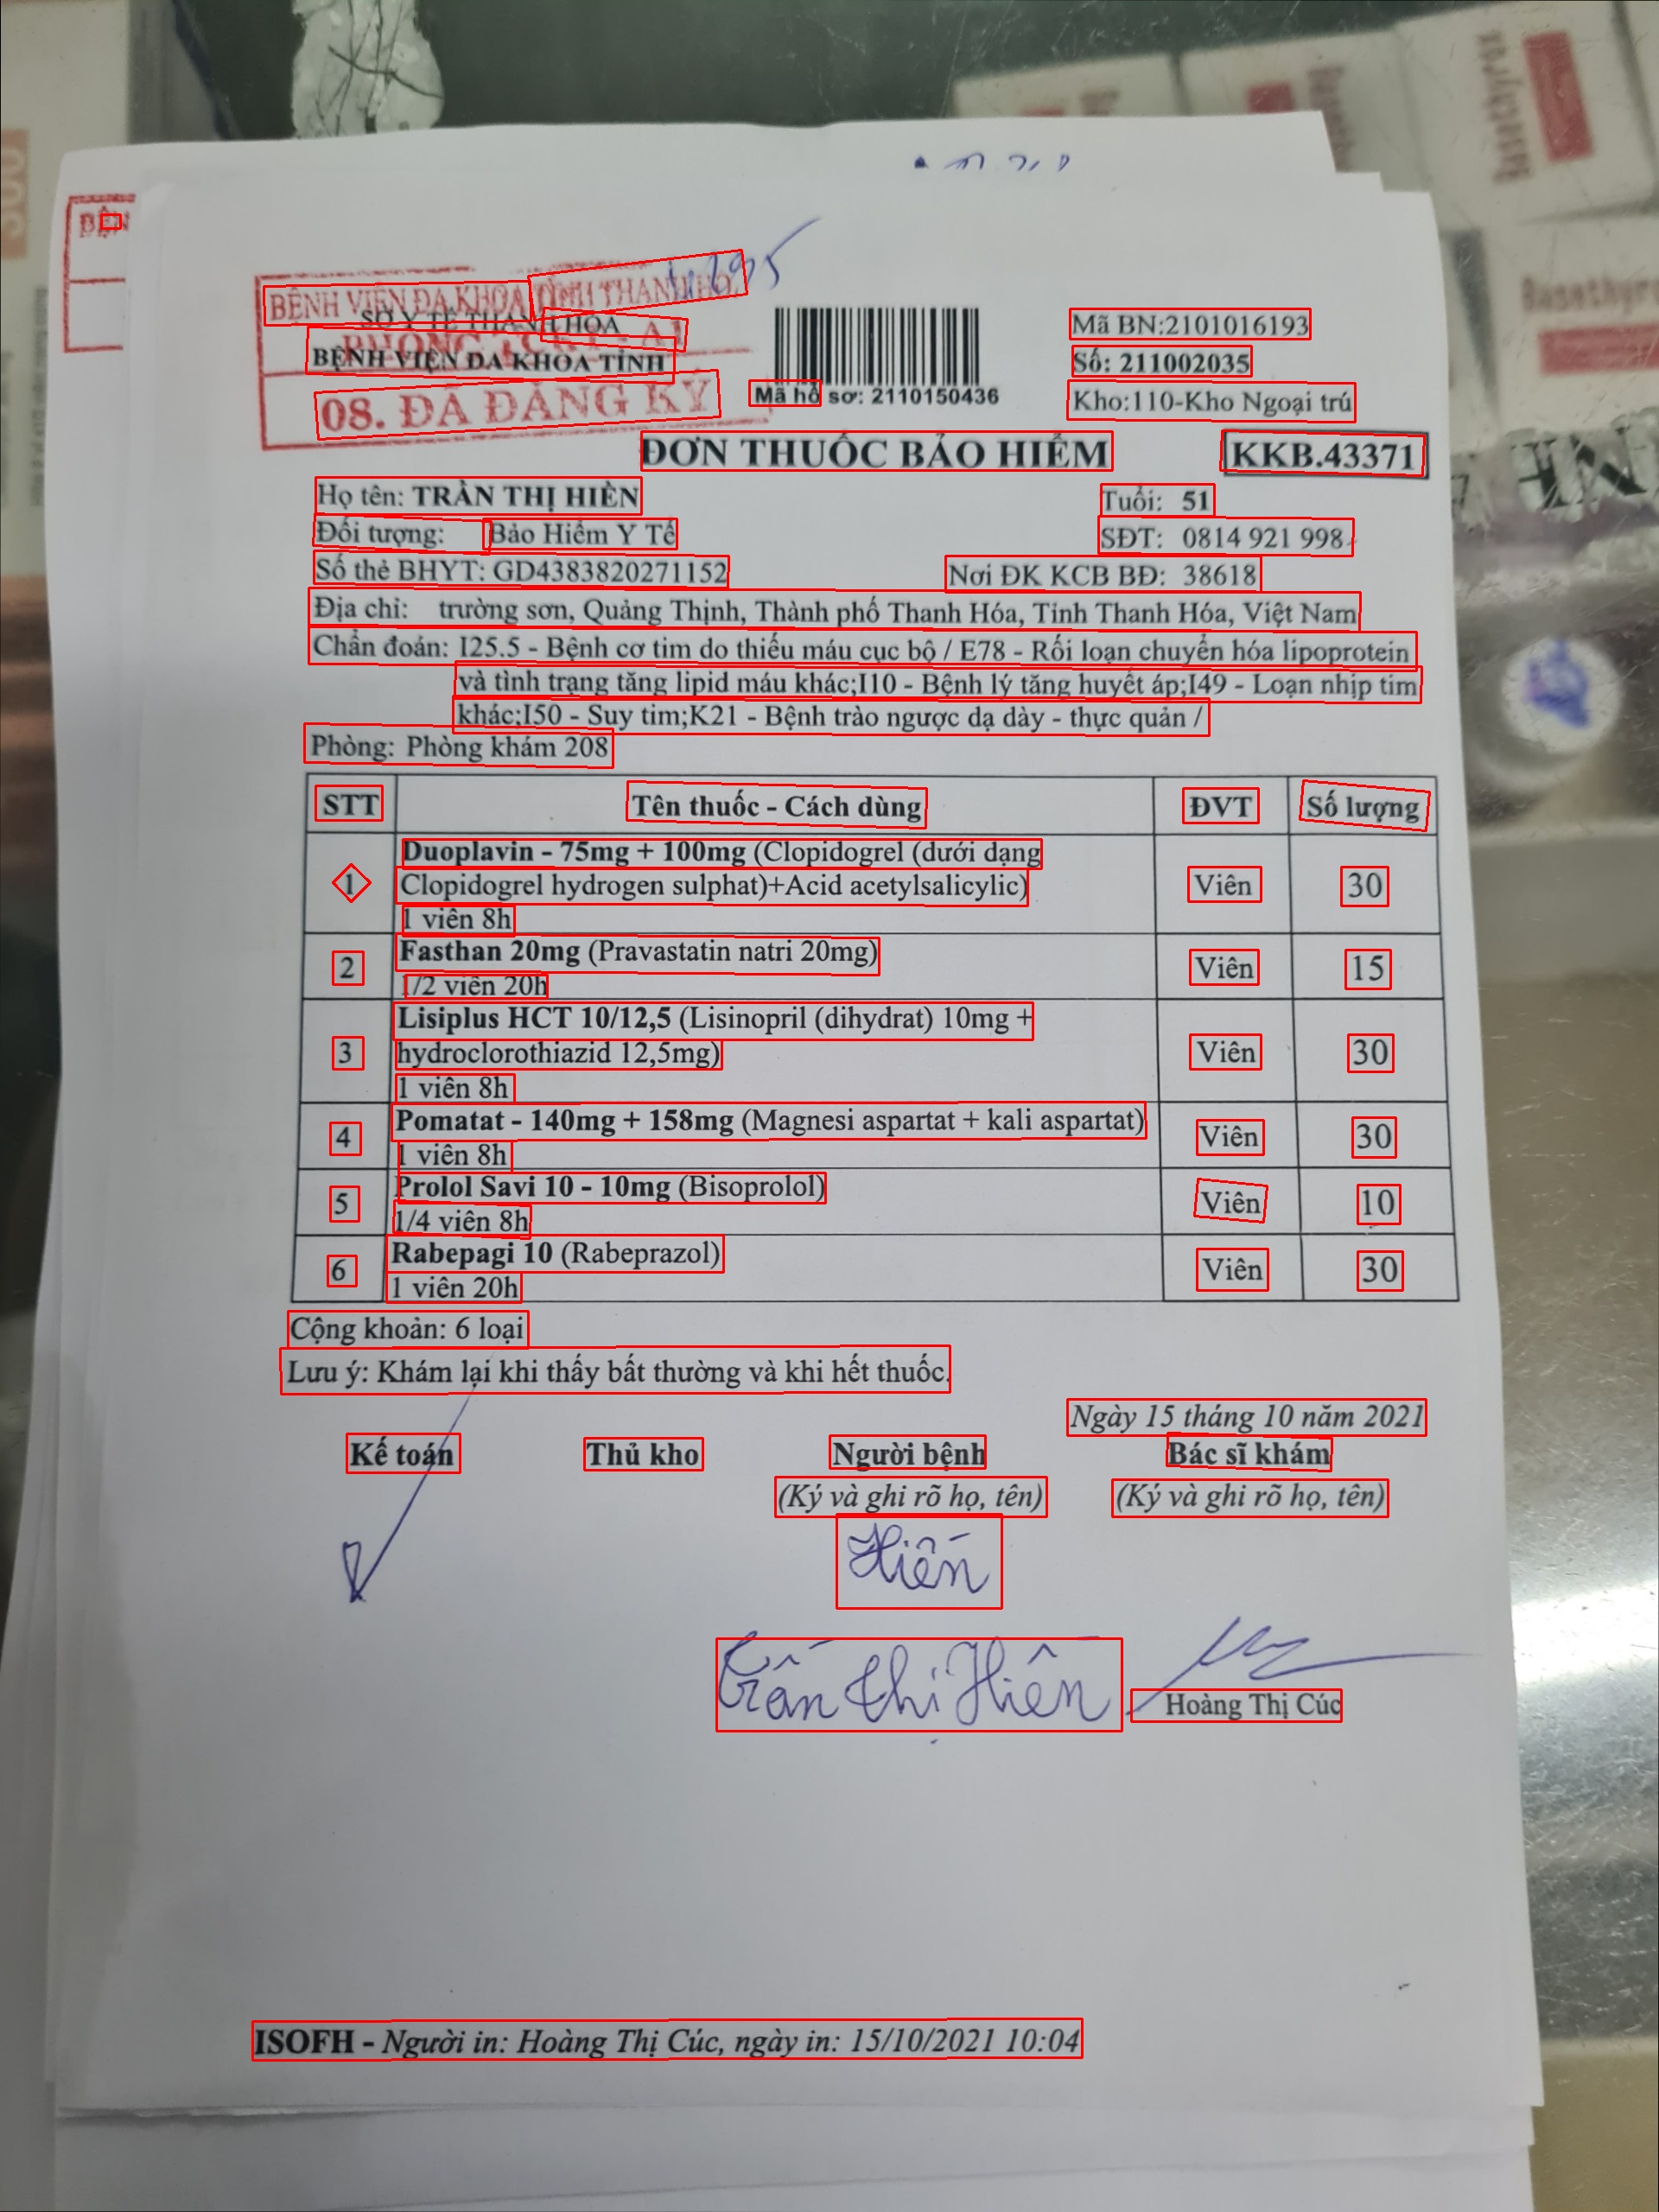 BỆNH VIỆN ĐA KHOA TỈNH THANH HÓA
SỞ Y TẾ THANH HÓA
BỆNH VIỆN ĐA KHOA TỈNH
08. ĐÃ ĐĂNG KÝ
Mã hồ sơ: 2110150436
Mã BN:2101016193
Số: 211002035
Kho:110-Kho Ngoại trú
ĐƠN THUỐC BẢO HIỂM
KKB.43371
Họ tên: TRẦN THỊ HIỀN Tuổi: 51
Đối tượng: Bảo Hiểm Y Tế SĐT: 0814 921 998
Số thẻ BHYT: GD4383820271152 Nơi ĐK KCB BĐ: 38618
Địa chỉ: trường sơn, Quảng Thịnh, Thành phố Thanh Hóa, Tỉnh Thanh Hóa, Việt Nam
Chẩn đoán: I25.5 - Bệnh cơ tim do thiếu máu cục bộ / E78 - Rối loạn chuyển hóa lipoprotein
và tình trạng tăng lipid máu khác;I10 - Bệnh lý tăng huyết áp;I49 - Loạn nhịp tim
khác;I50 - Suy tim;K21 - Bệnh trào ngược dạ dày - thực quản /
Phòng: Phòng khám 208
STT Tên thuốc - Cách dùng ĐVT Số lượng
1 Duoplavin - 75mg + 100mg (Clopidogrel (dưới dạng
Clopidogrel hydrogen sulphat)+Acid acetylsalicylic) Viên 30
1 viên 8h
2 Fasthan 20mg (Pravastatin natri 20mg) Viên 15
1/2 viên 20h
3 Lisiplus HCT 10/12,5 (Lisinopril (dihydrat) 10mg +
hydroclorothiazid 12,5mg) Viên 30
1 viên 8h
4 Pomatat - 140mg + 158mg (Magnesi aspartat + kali aspartat) Viên 30
1 viên 8h
5 Prolol Savi 10 - 10mg (Bisoprolol) Viên 10
1/4 viên 8h
6 Rabepagi 10 (Rabeprazol) Viên 30
1 viên 20h
Cộng khoản: 6 loại
Lưu ý: Khám lại khi thấy bất thường và khi hết thuốc.
Ngày 15 tháng 10 năm 2021
Kế toán Thủ kho Người bệnh Bác sĩ khám
(Ký và ghi rõ họ, tên) (Ký và ghi rõ họ, tên)
Hiền
Trần Thị Hiền
Hoàng Thị Cúc
ISOFH - Người in: Hoàng Thị Cúc, ngày in: 15/10/2021 10:04